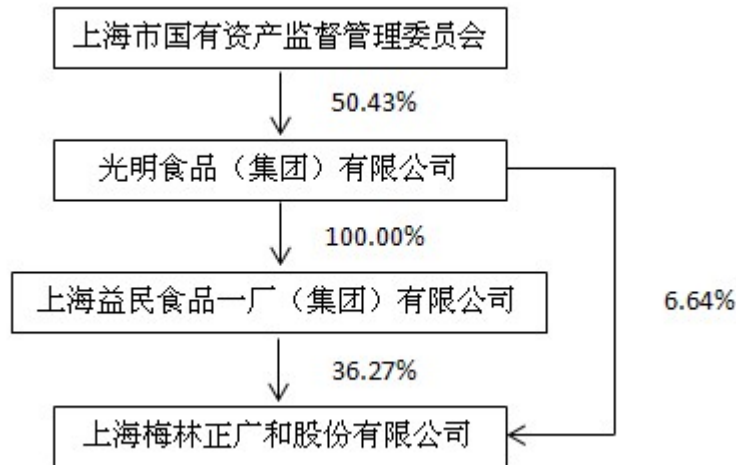 上海市国有资产监督管理委员会
50.43%
光明食品（集团）有限公司
100.00%
上海益民食品一厂（集团）有限公司
6.64%
36.27%
上海梅林正广和股份有限公司